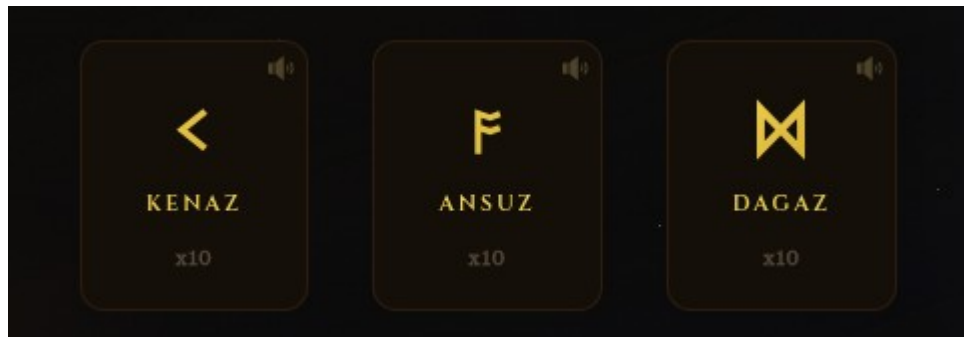 ᚲ
KENAZ
x10
ᚩ
ANSUZ
x10
ᛞ
DAGAZ
x10